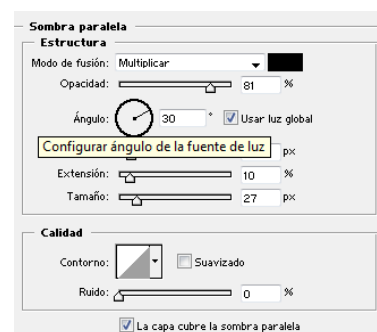 Sombra paralela
Estructura
Modo de fusión: Multiplicar
Opacidad: 81 %
Ángulo: 30 ° Usar luz global
Configurar ángulo de la fuente de luz px
Extensión: 10 %
Tamaño: 27 px
Calidad
Contorno: Suavizado
Ruido: 0 %
La capa cubre la sombra paralela